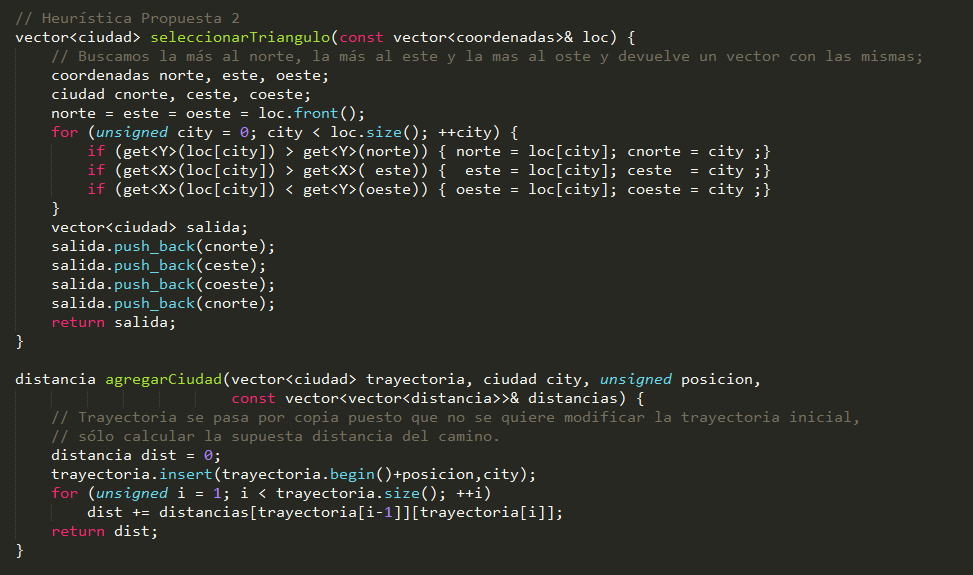 // Heurística Propuesta 2
vector<ciudad> seleccionarTriangulo(const vector<coordenadas>& loc) {
    // Buscamos la más al norte, la más al este y la mas al oste y devuelve un vector con las mismas;
    coordenadas norte, este, oeste;
    ciudad cnorte, ceste, coeste;
    norte = este = oeste = loc.front();
    for (unsigned city = 0; city < loc.size(); ++city) {
        if (get<Y>(loc[city]) > get<Y>(norte)) { norte = loc[city]; cnorte = city ;}
        if (get<X>(loc[city]) > get<X>( este)) {  este = loc[city]; ceste  = city ;}
        if (get<X>(loc[city]) < get<Y>(oeste)) { oeste = loc[city]; coeste = city ;}
    }
    vector<ciudad> salida;
    salida.push_back(cnorte);
    salida.push_back(ceste);
    salida.push_back(coeste);
    salida.push_back(cnorte);
    return salida;
}

distancia agregarCiudad(vector<ciudad> trayectoria, ciudad city, unsigned posicion,
                        const vector<vector<distancia>>& distancias) {
    // Trayectoria se pasa por copia puesto que no se quiere modificar la trayectoria inicial,
    // sólo calcular la supuesta distancia del camino.
    distancia dist = 0;
    trayectoria.insert(trayectoria.begin()+posicion,city);
    for (unsigned i = 1; i < trayectoria.size(); ++i)
        dist += distancias[trayectoria[i-1]][trayectoria[i]];
    return dist;
}